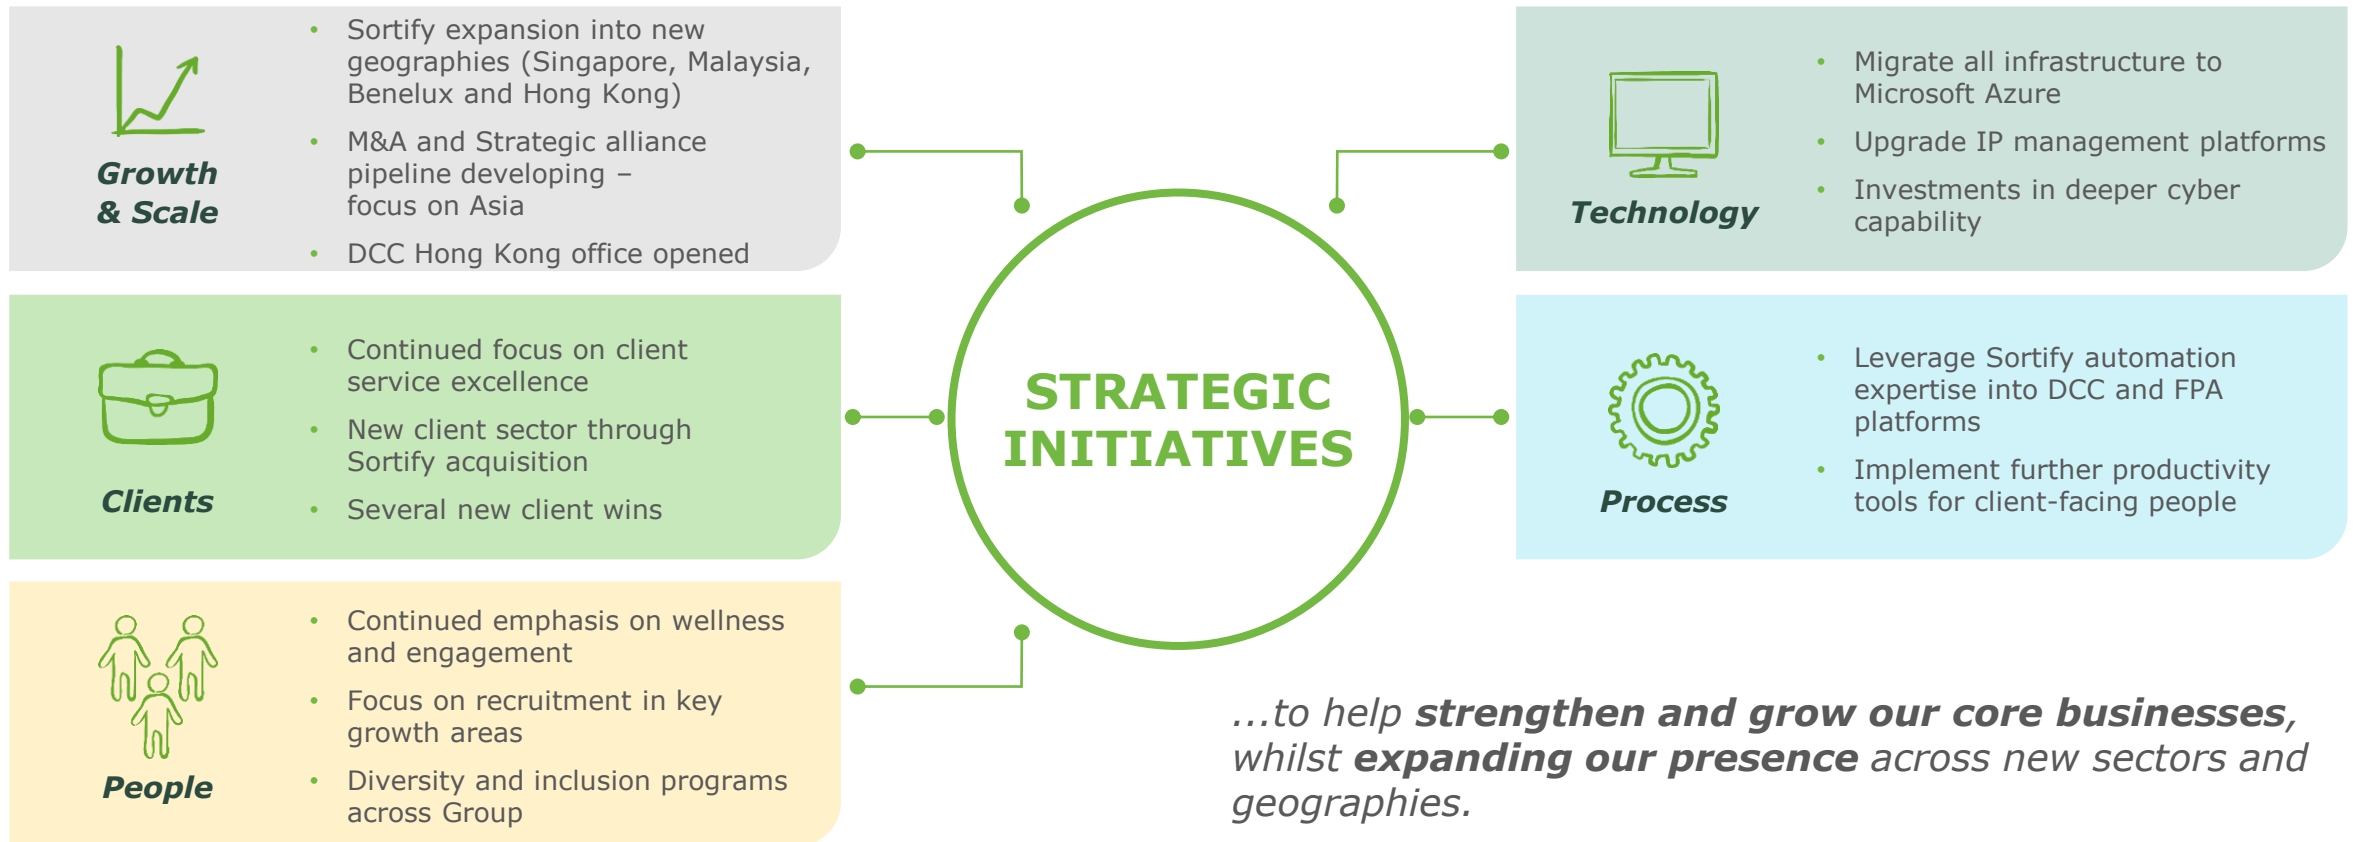 Growth
& Scale
• Sortify expansion into new
geographies (Singapore, Malaysia,
Benelux and Hong Kong)
• M&A and Strategic alliance
pipeline developing –
focus on Asia
• DCC Hong Kong office opened
Clients
• Continued focus on client
service excellence
• New client sector through
Sortify acquisition
• Several new client wins
People
• Continued emphasis on wellness
and engagement
• Focus on recruitment in key
growth areas
• Diversity and inclusion programs
across Group
STRATEGIC
INITIATIVES
Technology
• Migrate all infrastructure to
Microsoft Azure
• Upgrade IP management platforms
• Investments in deeper cyber
capability
Process
• Leverage Sortify automation
expertise into DCC and FPA
platforms
• Implement further productivity
tools for client-facing people
...to help strengthen and grow our core businesses,
whilst expanding our presence across new sectors and
geographies.